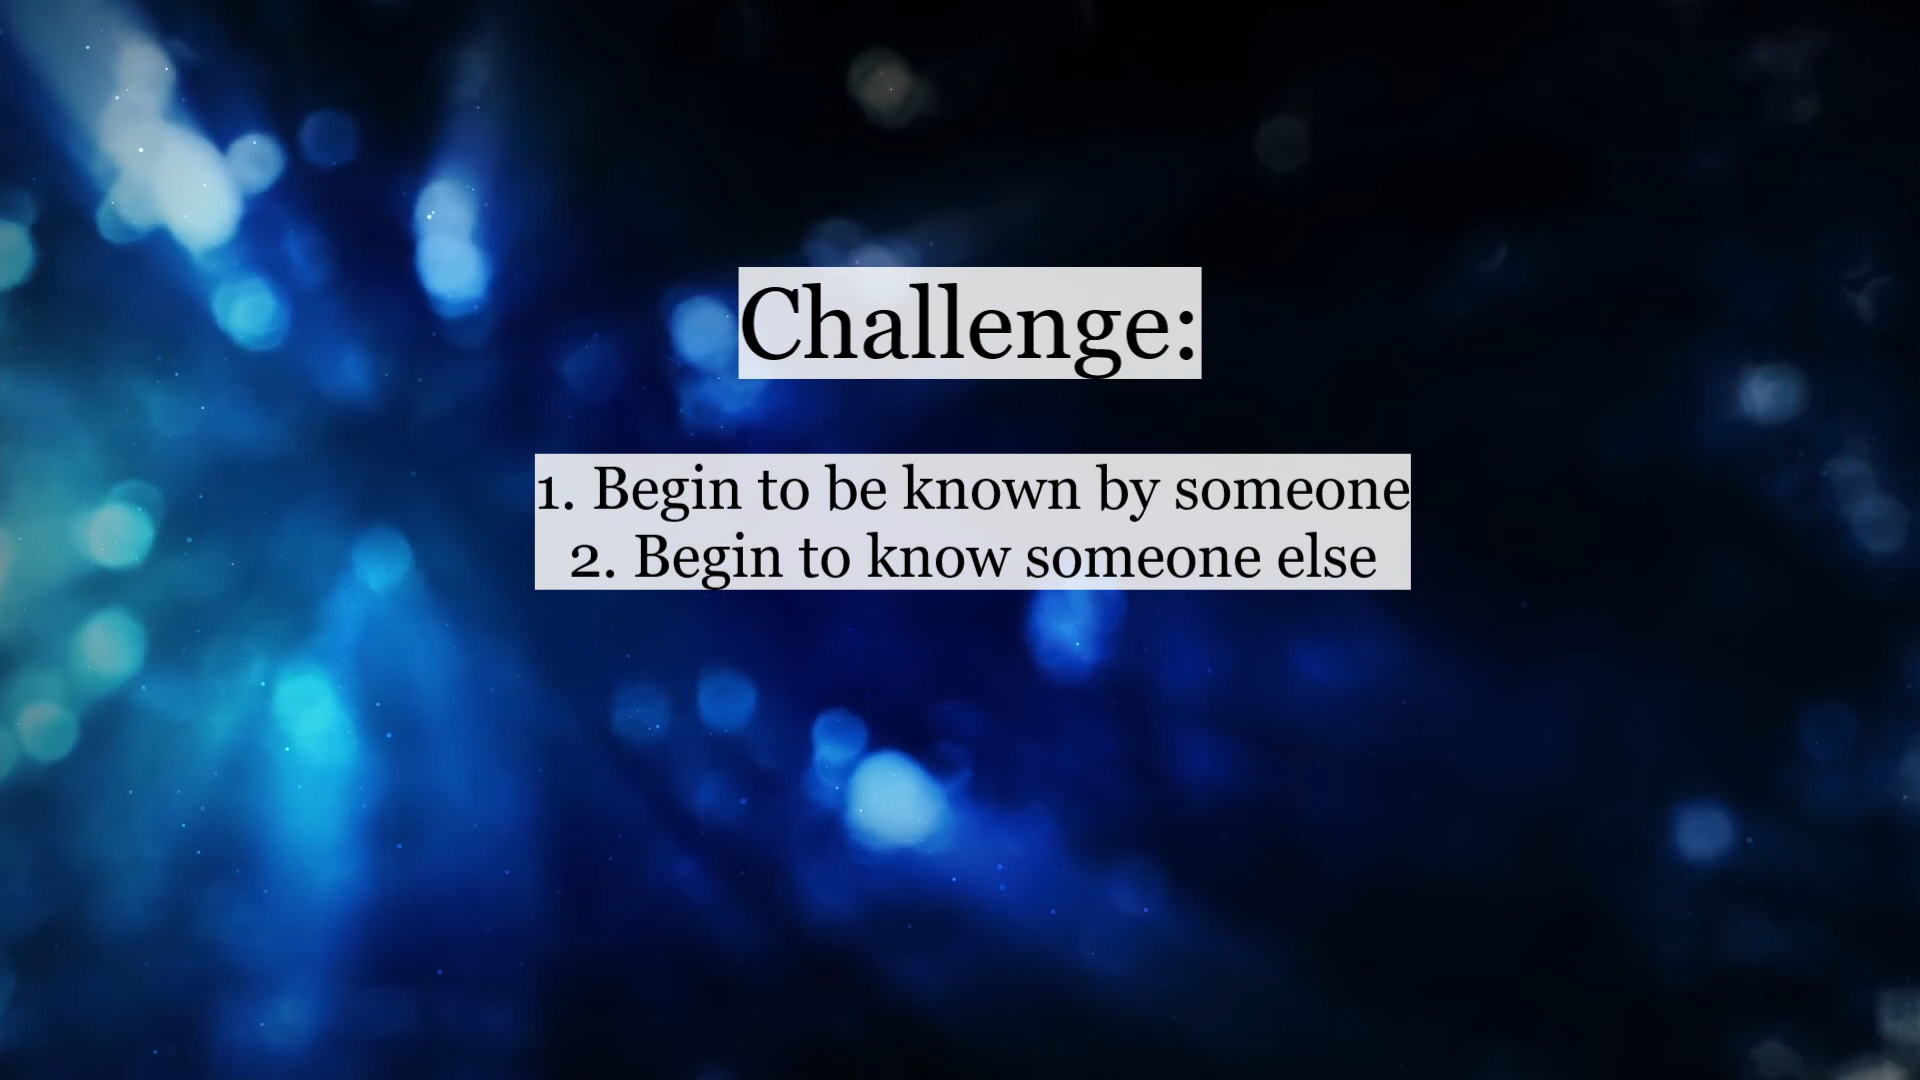 Challenge:
1. Begin to be known by someone
2. Begin to know someone else